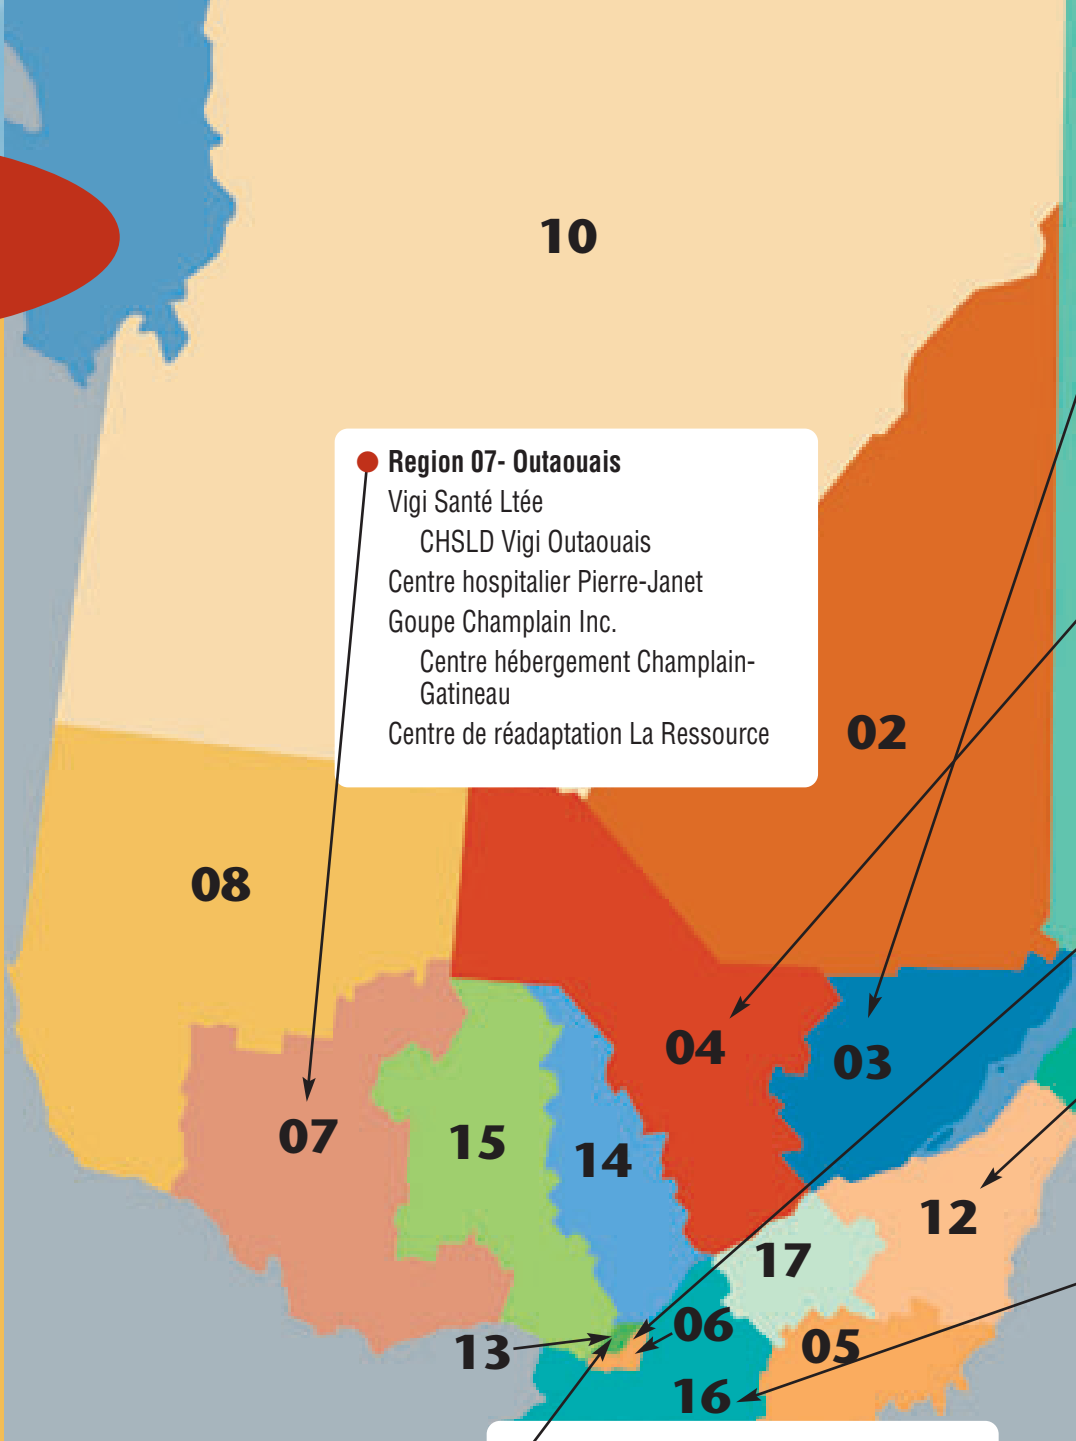 10
Region 07- Outaouais
Vigi Santé Ltée
CHSLD Vigi Outaouais
Centre hospitalier Pierre-Janet
Goupe Champlain Inc.
Centre hébergement Champlain-
Gatineau
Centre de réadaptation La Ressource
02
08
04
03
07
15
14
12
17
06
13
05
16